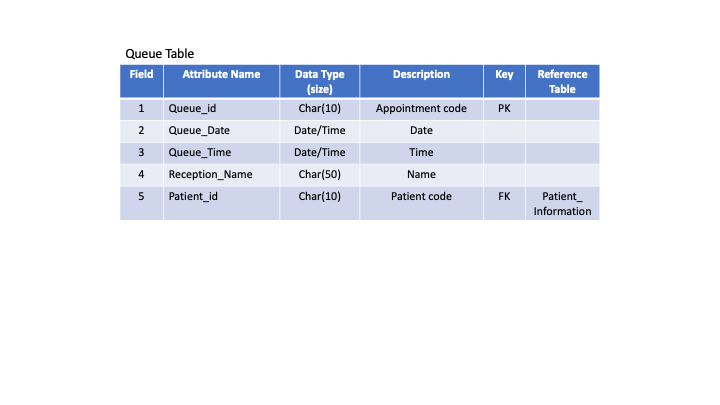 Queue Table
Field Attribute Name Data Type (size) Description Key Reference Table
1 Queue_id Char(10) Appointment code PK
2 Queue_Date Date/Time Date
3 Queue_Time Date/Time Time
4 Reception_Name Char(50) Name
5 Patient_id Char(10) Patient code FK Patient_
Information